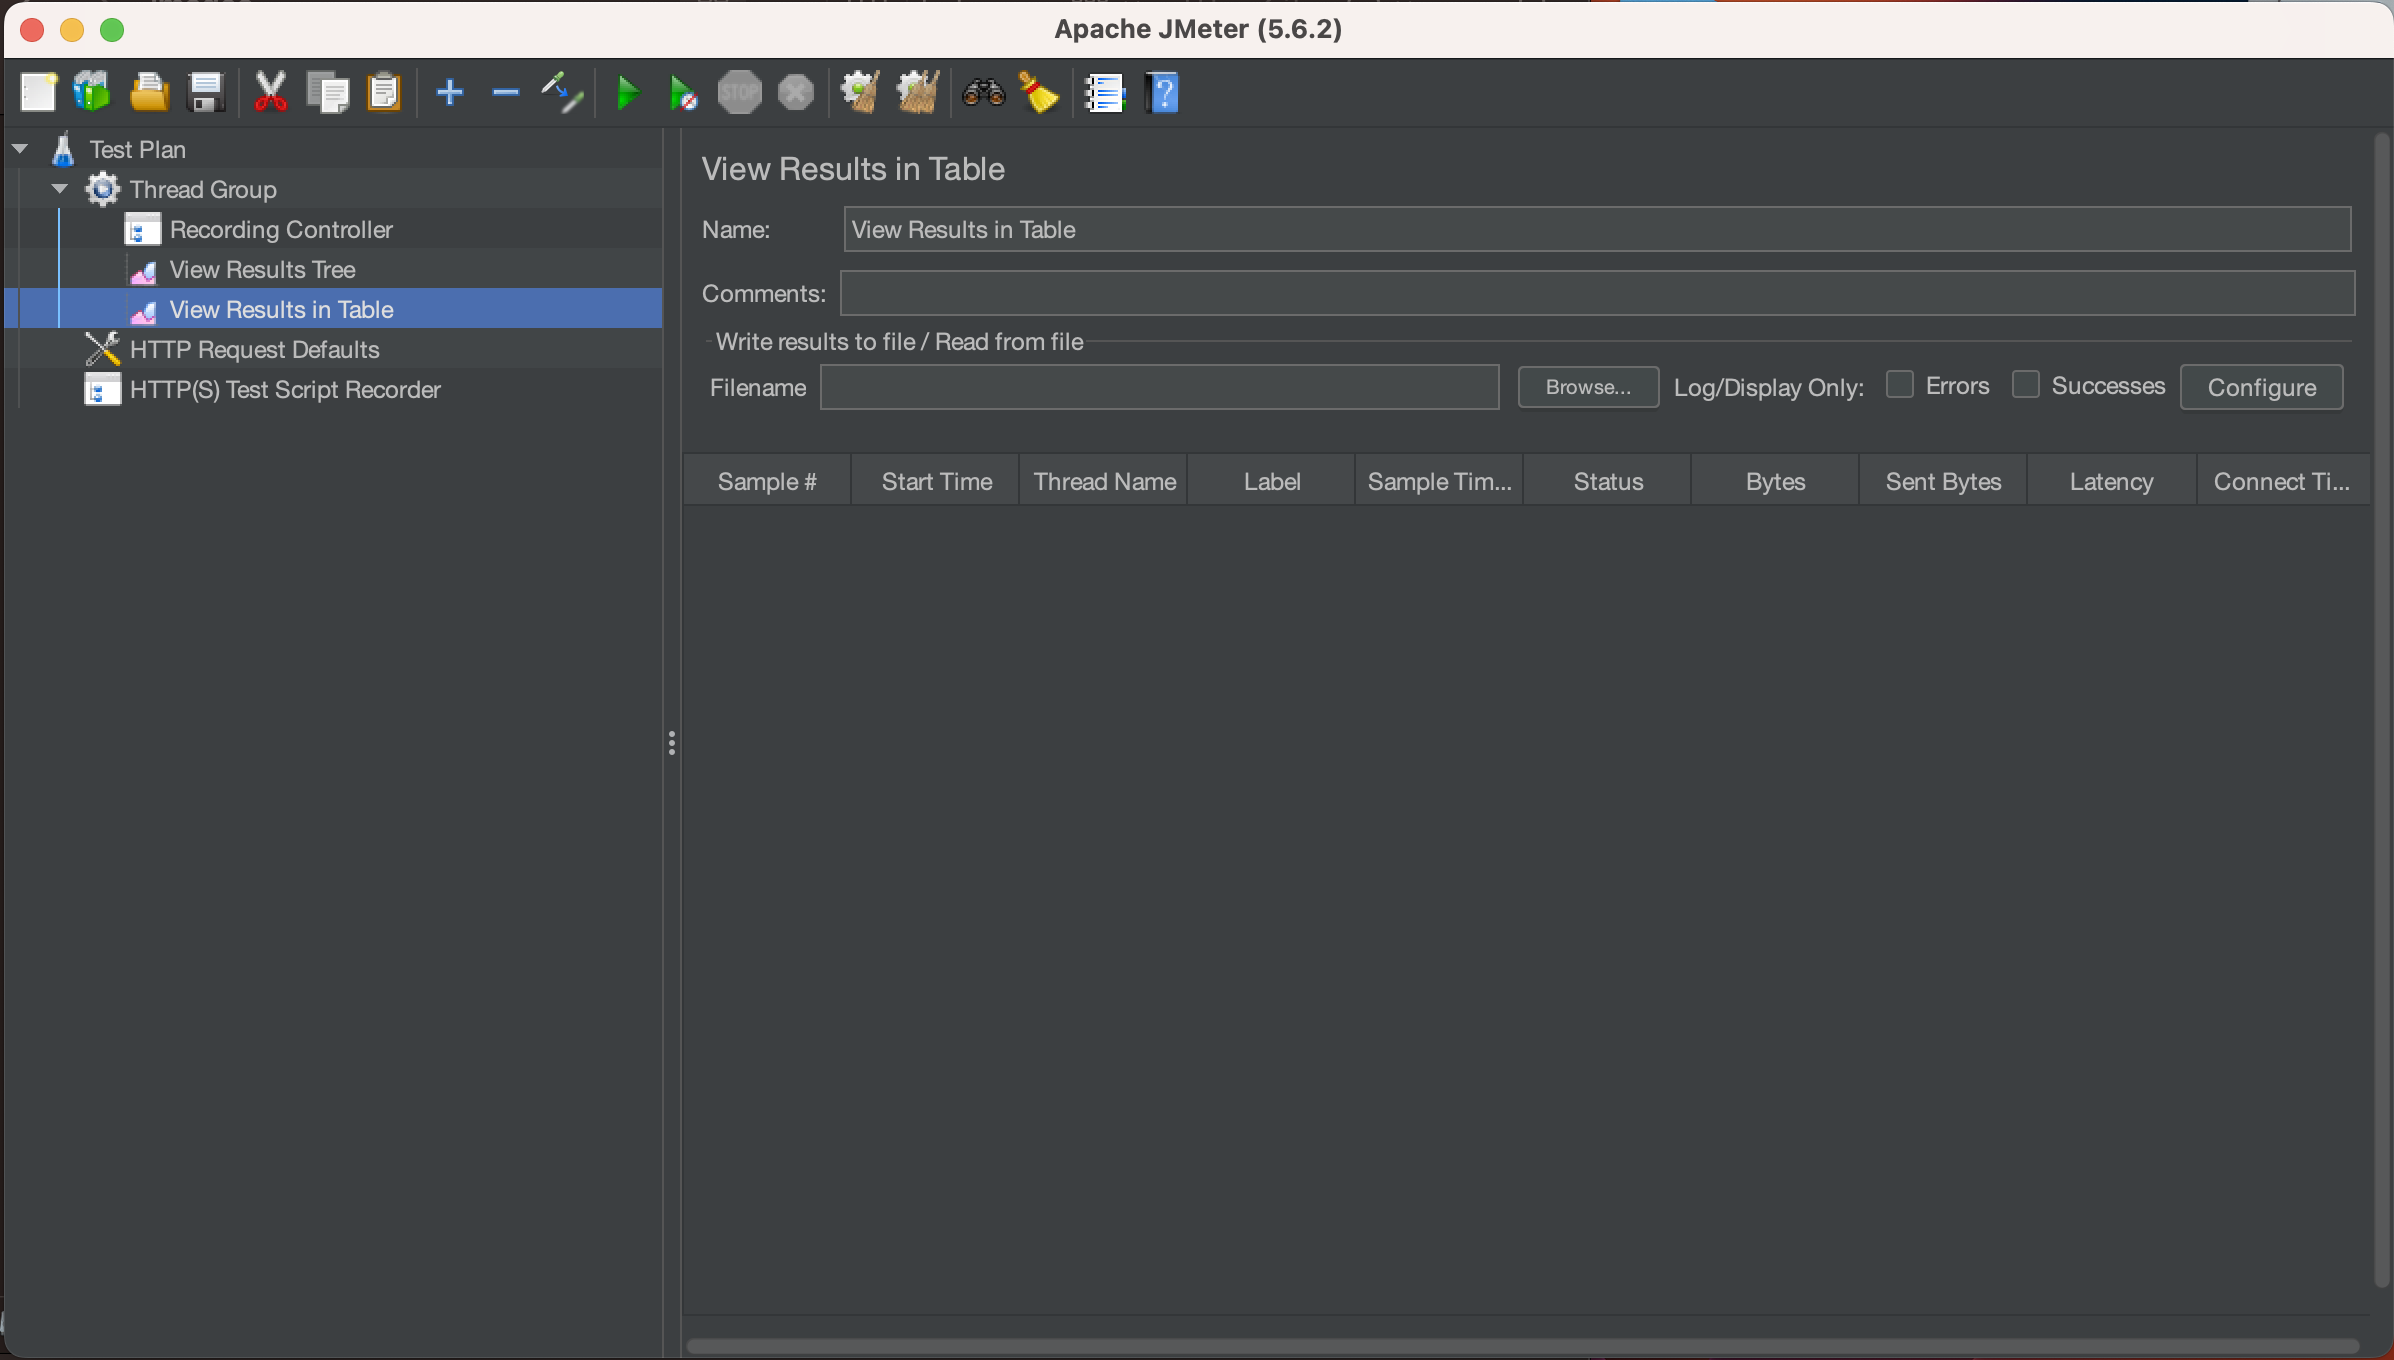 Apache JMeter (5.6.2)
STOP
Test Plan
Thread Group
Recording Controller
View Results Tree
View Results in Table
HTTP Request Defaults
HTTP(S) Test Script Recorder
View Results in Table
Name: View Results in Table
Comments:
Write results to file / Read from file
Filename Browse... Log/Display Only: Errors Successes Configure
Sample # Start Time Thread Name Label Sample Tim... Status Bytes Sent Bytes Latency Connect Ti...